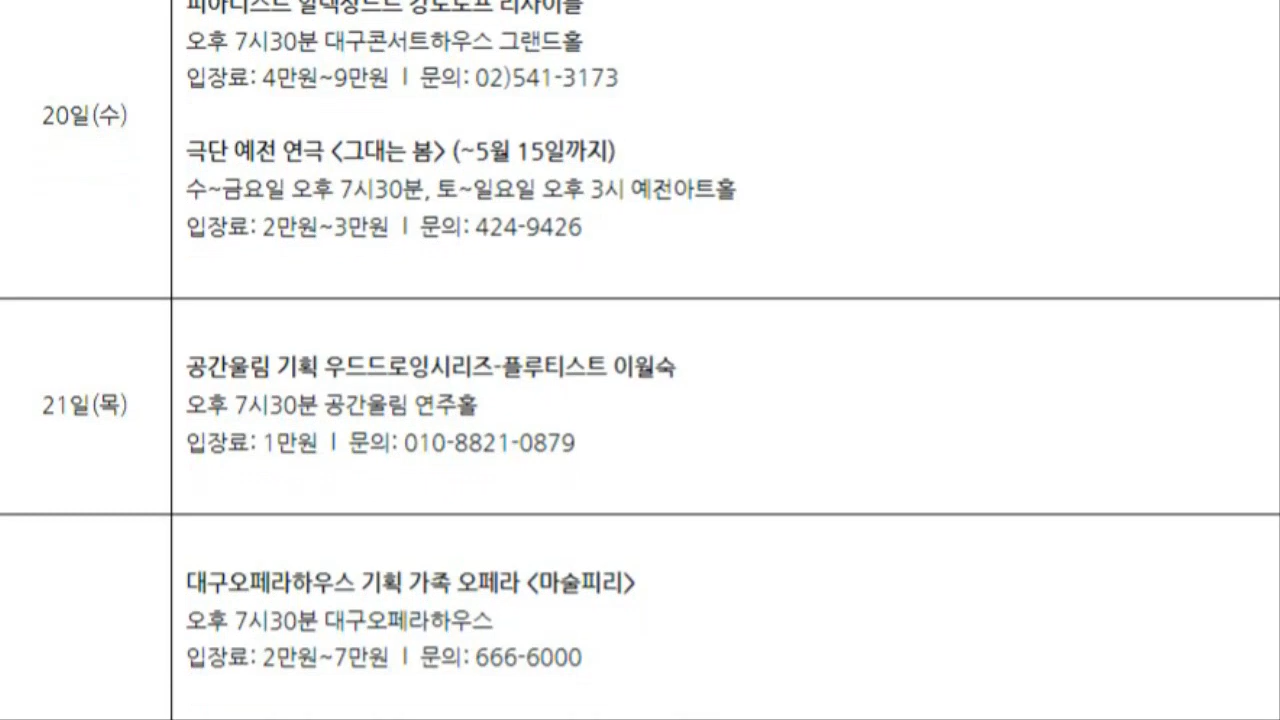 오후 7시30분 대구콘서트하우스 그랜드홀
입장료: 4만원~9만원 ㅣ 문의: 02)541-3173
20일(수)
극단 예전 연극 <그대는 봄> (~5월 15일까지)
수~금요일 오후 7시30분, 토~일요일 오후 3시 예전아트홀
입장료: 2만원~3만원 ㅣ 문의: 424-9426
공간울림 기획 우드드로잉시리즈-플루티스트 이월숙
21일(목)
오후 7시30분 공간울림 연주홀
입장료: 1만원 ㅣ 문의: 010-8821-0879
대구오페라하우스 기획 가족 오페라 <마술피리>
오후 7시30분 대구오페라하우스
입장료: 2만원~7만원 ㅣ 문의: 666-6000